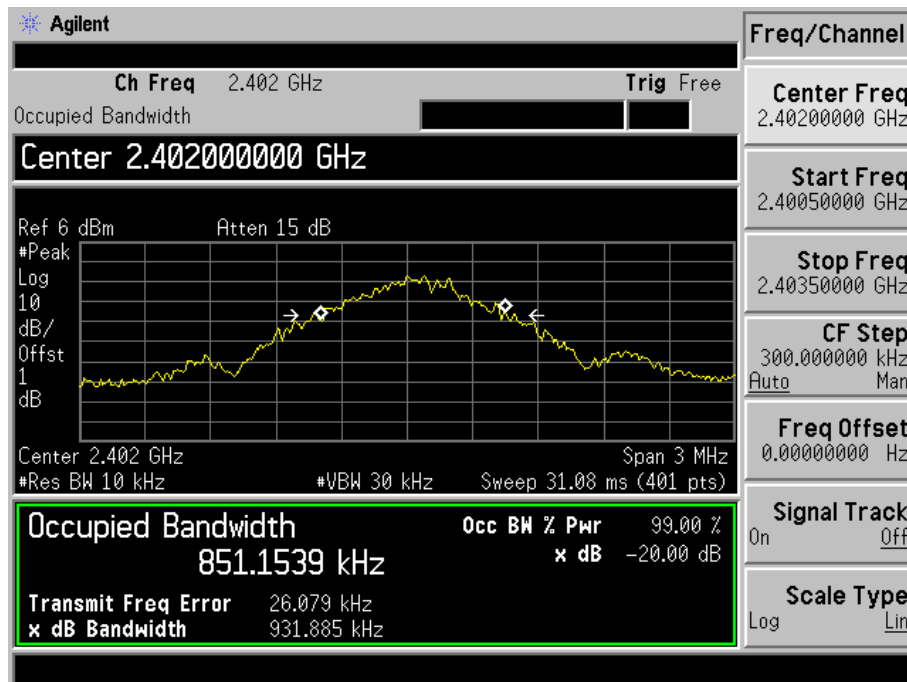 Agilent
Freq/Channel
Ch Freq 2.402 GHz Trig Free
Occupied Bandwidth
Center 2.402000000 GHz
Ref 6 dBm Atten 15 dB
#Peak
Log
10
dB/
Offst
1
dB
Center 2.402 GHz Span 3 MHz
#Res BW 10 kHz #VBW 30 kHz Sweep 31.08 ms (401 pts)
Occupied Bandwidth
851.1539 kHz
Occ BW % Pwr 99.00 %
x dB -20.00 dB
Transmit Freq Error 26.079 kHz
x dB Bandwidth 931.885 kHz
Center Freq
2.40200000 GHz
Start Freq
2.40050000 GHz
Stop Freq
2.40350000 GHz
CF Step
300.000000 kHz
Auto Man
Freq Offset
0.00000000 Hz
Signal Track
On Off
Scale Type
Log Lin